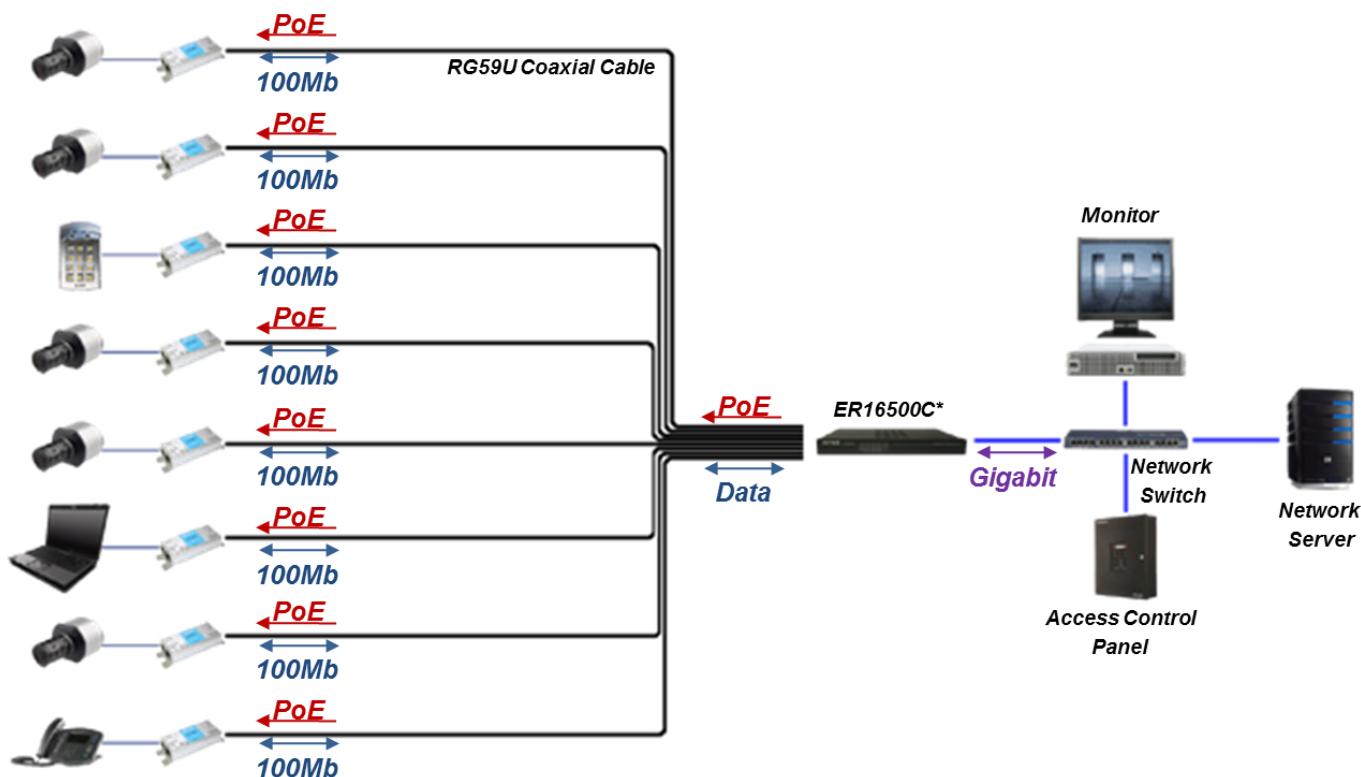 PoE
100Mb
RG59U Coaxial Cable
PoE
100Mb
PoE
100Mb
PoE
100Mb
PoE
100Mb
PoE
100Mb
PoE
100Mb
PoE
100Mb
PoE
Data
ER16500C*
Gigabit
Monitor
Network
Switch
Access Control
Panel
Network
Server